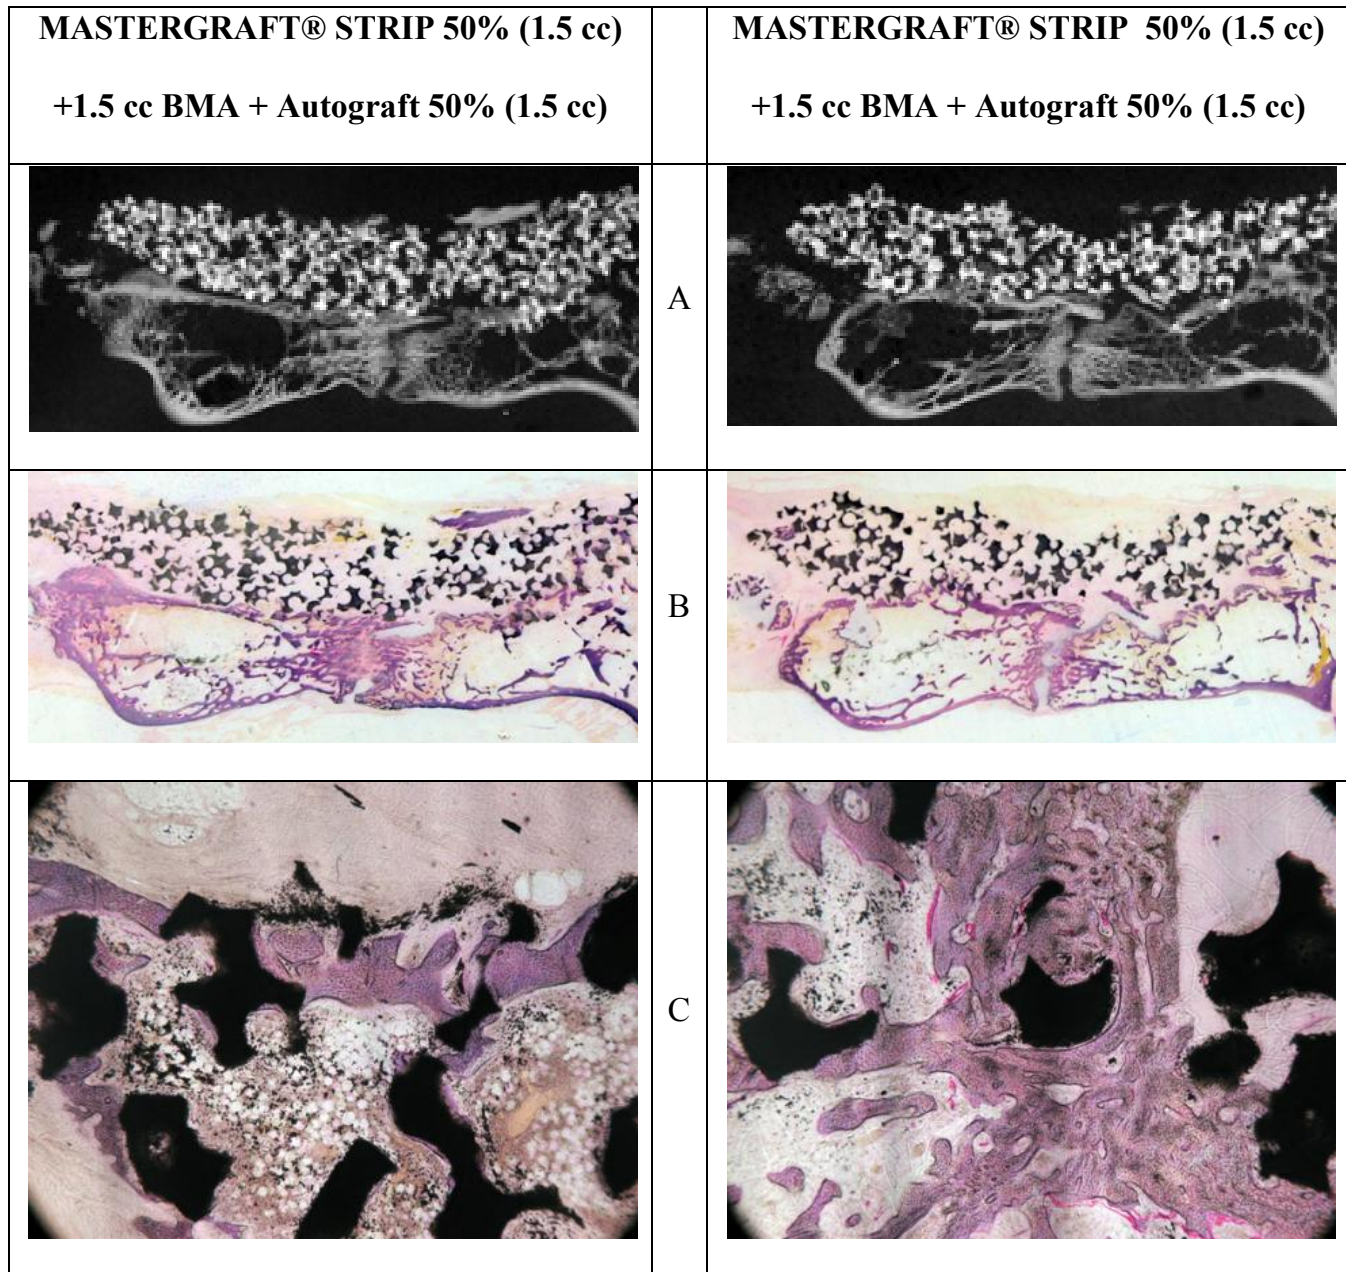 MASTERGRAFT® STRIP 50% (1.5 cc)
+1.5 cc BMA + Autograft 50% (1.5 cc)
MASTERGRAFT® STRIP 50% (1.5 cc)
+1.5 cc BMA + Autograft 50% (1.5 cc)
A
B
C